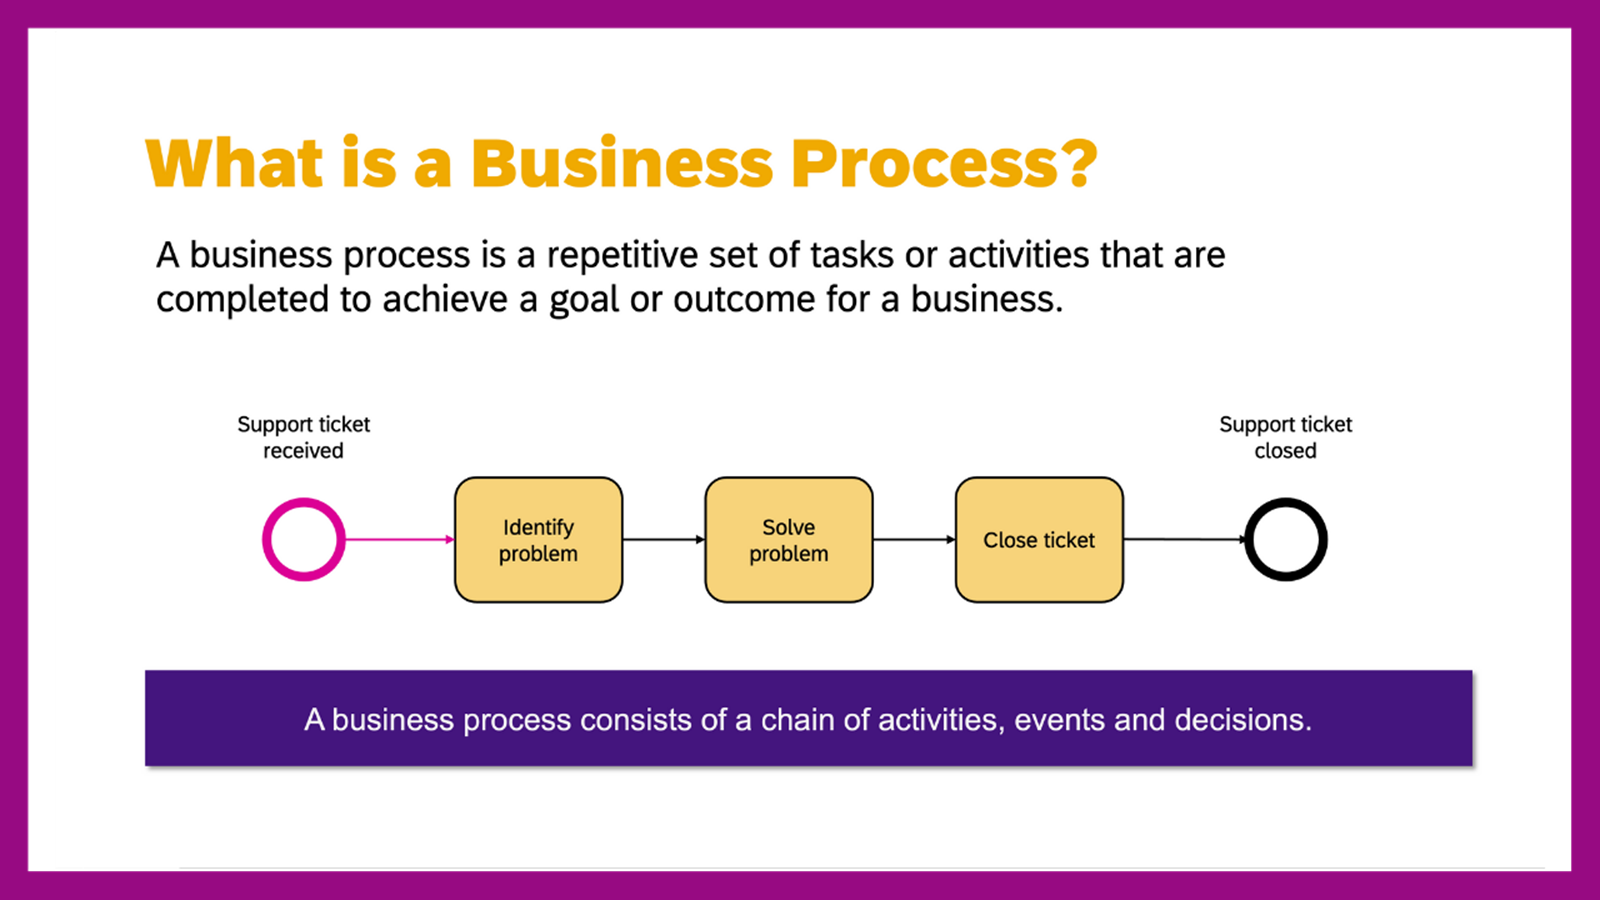 What is a Business Process?
A business process is a repetitive set of tasks or activities that are
completed to achieve a goal or outcome for a business.
Support ticket
received
Identify
problem
Solve
problem
Close ticket
Support ticket
closed
A business process consists of a chain of activities, events and decisions.